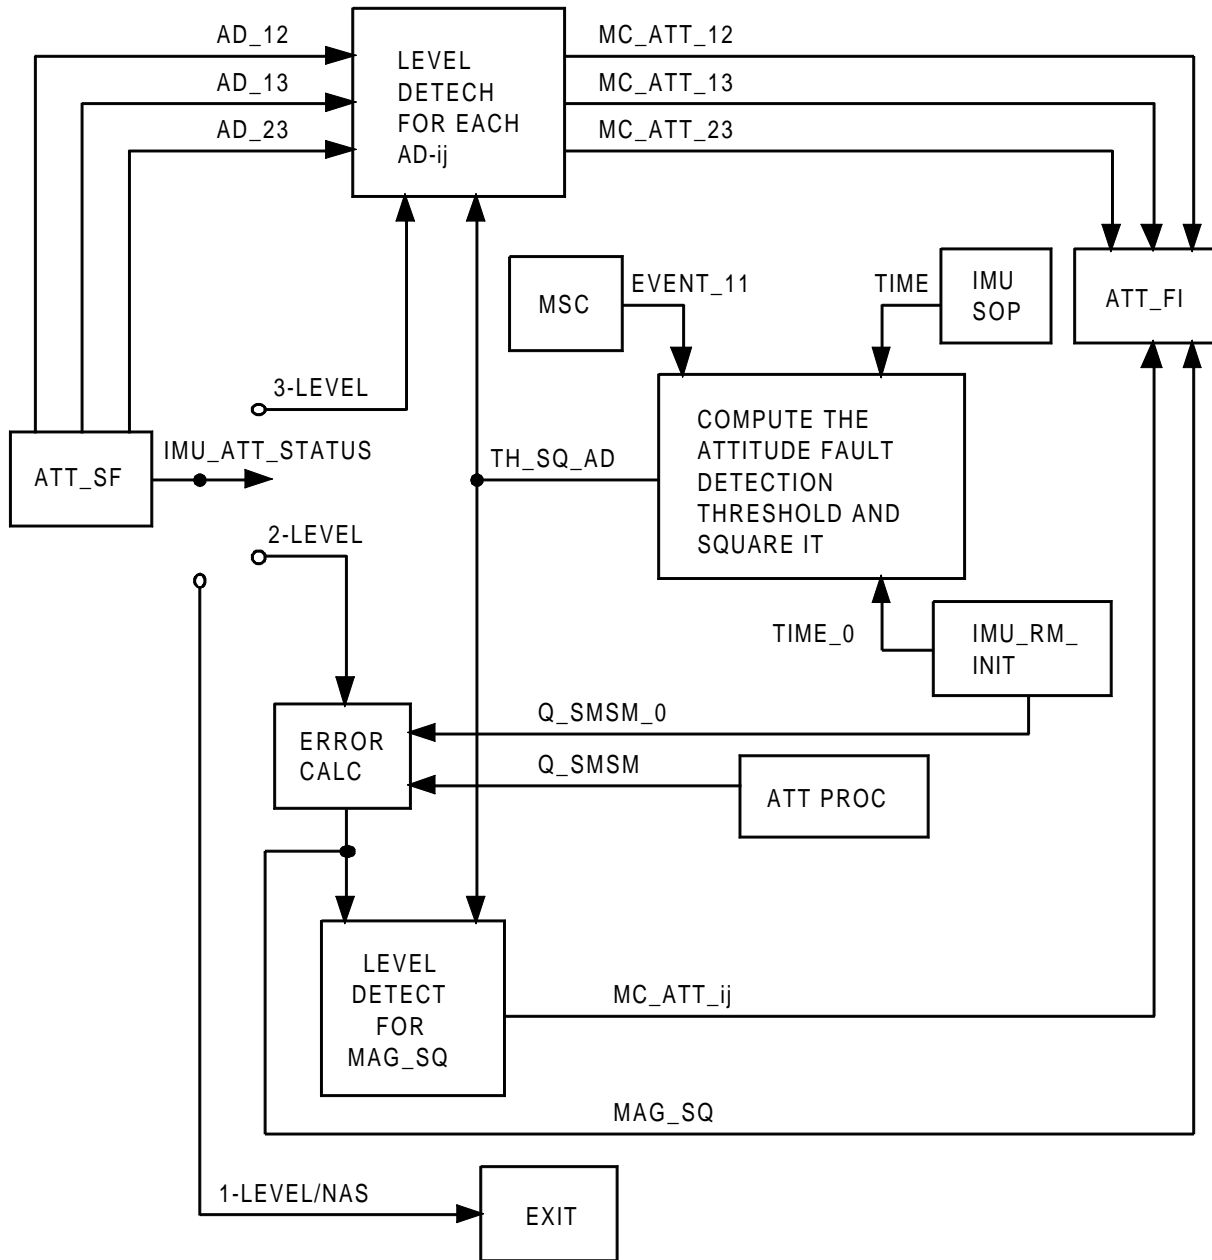 AD_12
AD_13
AD_23
LEVEL
DETECH
FOR EACH
AD-ij
MC_ATT_12
MC_ATT_13
MC_ATT_23
MSC
EVENT_11
TIME
IMU
SOP
ATT_FI
3-LEVEL
ATT_SF
IMU_ATT_STATUS
TH_SQ_AD
COMPUTE THE
ATTITUDE FAULT
DETECTION
THRESHOLD AND
SQUARE IT
2-LEVEL
TIME_0
IMU_RM_
INIT
ERROR
CALC
Q_SMSM_0
Q_SMSM
ATT PROC
LEVEL
DETECT
FOR
MAG_SQ
MC_ATT_ij
MAG_SQ
1-LEVEL/NAS
EXIT